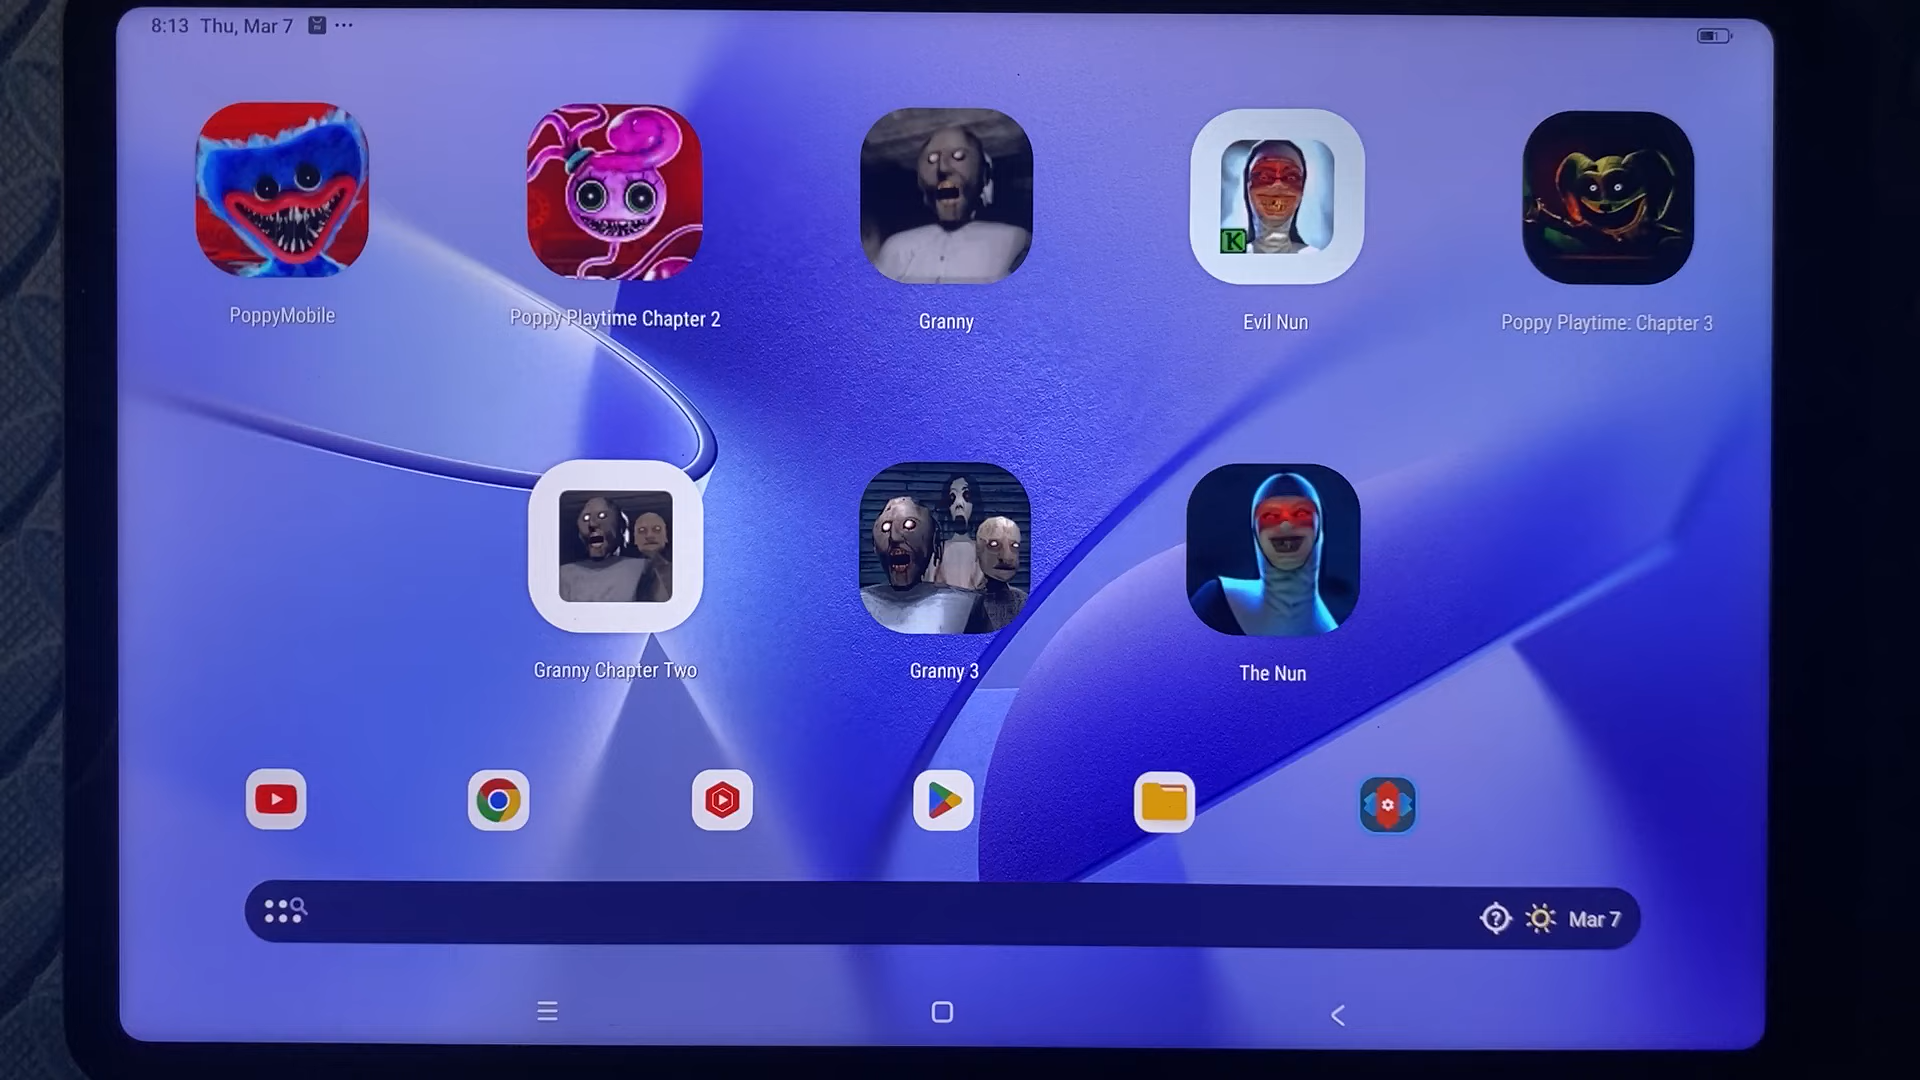 8:13 Thu, Mar 7
PoppyMobile
Poppy Playtime Chapter 2
Granny
K
Evil Nun
Poppy Playtime: Chapter 3
Granny Chapter Two
Granny 3
The Nun
Mar 7